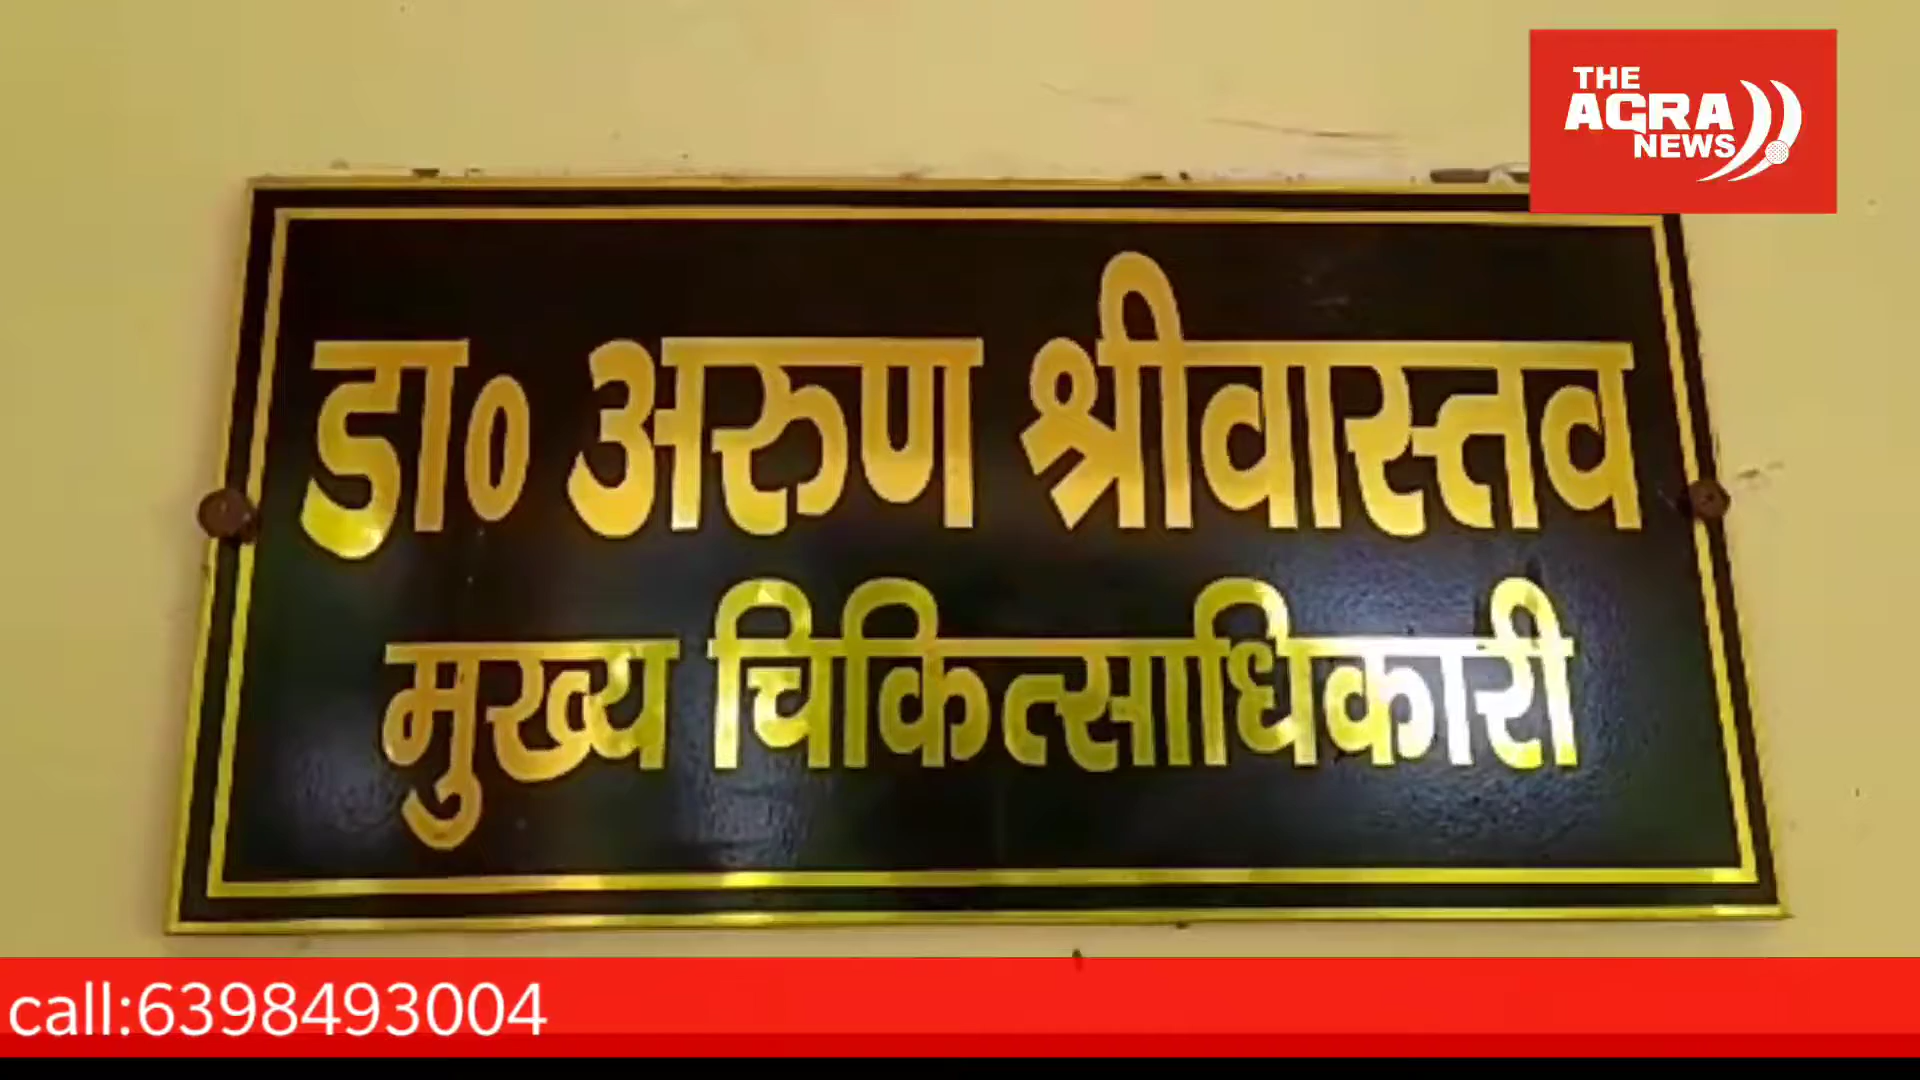 THE
AGRA
NEWS
डा० अरुण श्रीवास्तव
मुख्य चिकित्साधिकारी
call:6398493004